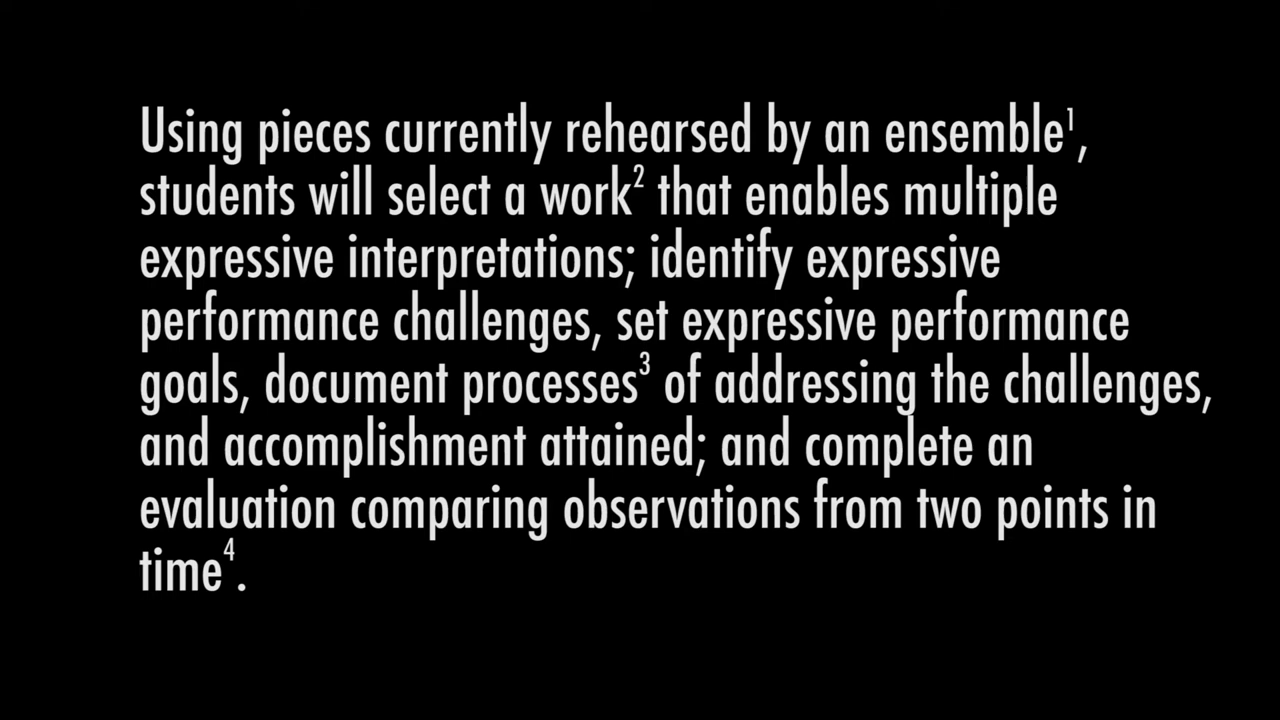 Using pieces currently rehearsed by an ensemble¹,
students will select a work² that enables multiple
expressive interpretations; identify expressive
performance challenges, set expressive performance
goals, document processes³ of addressing the challenges,
and accomplishment attained; and complete an
evaluation comparing observations from two points in
time⁴.